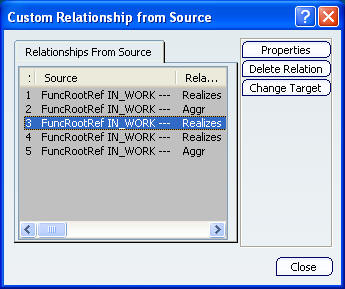 Custom Relationship from Source
Relationships From Source
: Source Rela...
1 FuncRootRef IN_WORK --- Realizes
2 FuncRootRef IN_WORK --- Aggr
3 FuncRootRef IN_WORK --- Realizes
4 FuncRootRef IN_WORK --- Realizes
5 FuncRootRef IN_WORK --- Aggr
Properties
Delete Relation
Change Target
Close